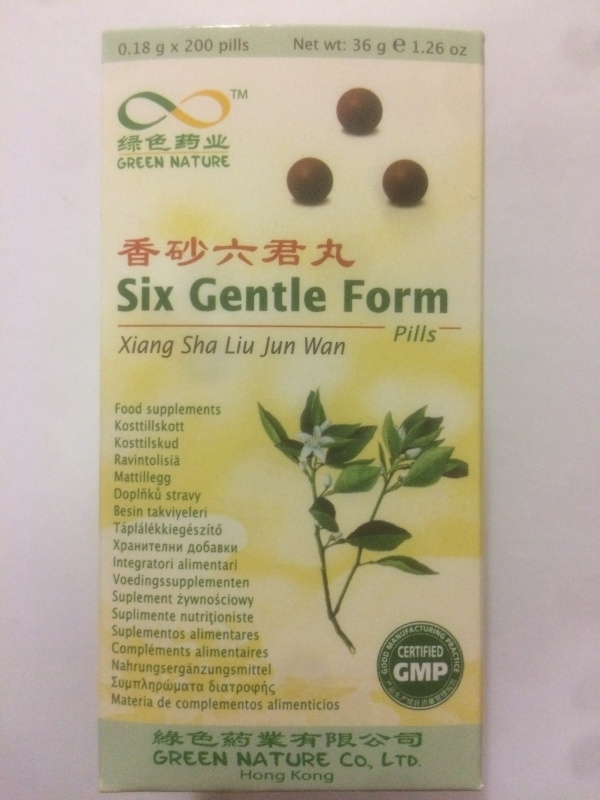 0.18 g x 200 pills Net wt: 36 g ℮ 1.26 oz
TM
绿色药业
GREEN NATURE
香砂六君丸
Six Gentle Form
Pills
Xiang Sha Liu Jun Wan
Food supplements
Kosttillskott
Kosttilskud
Ravintolisiä
Mattillegg
Doplňků stravy
Besin takviyeleri
Táplálékkiegészítő
Хранителни добавки
Integratori alimentari
Voedingssupplementen
Suplement żywnościowy
Suplimente nutriţioniste
Suplementos alimentares
Compléments alimentaires
Nahrungsergänzungsmittel
Συμπληρώματα διατροφής
Materia de complementos alimenticios
GOOD MANUFACTURING PRACTICE
CERTIFIED
GMP
綠色药業有限公司
GREEN NATURE CO., LTD.
Hong Kong